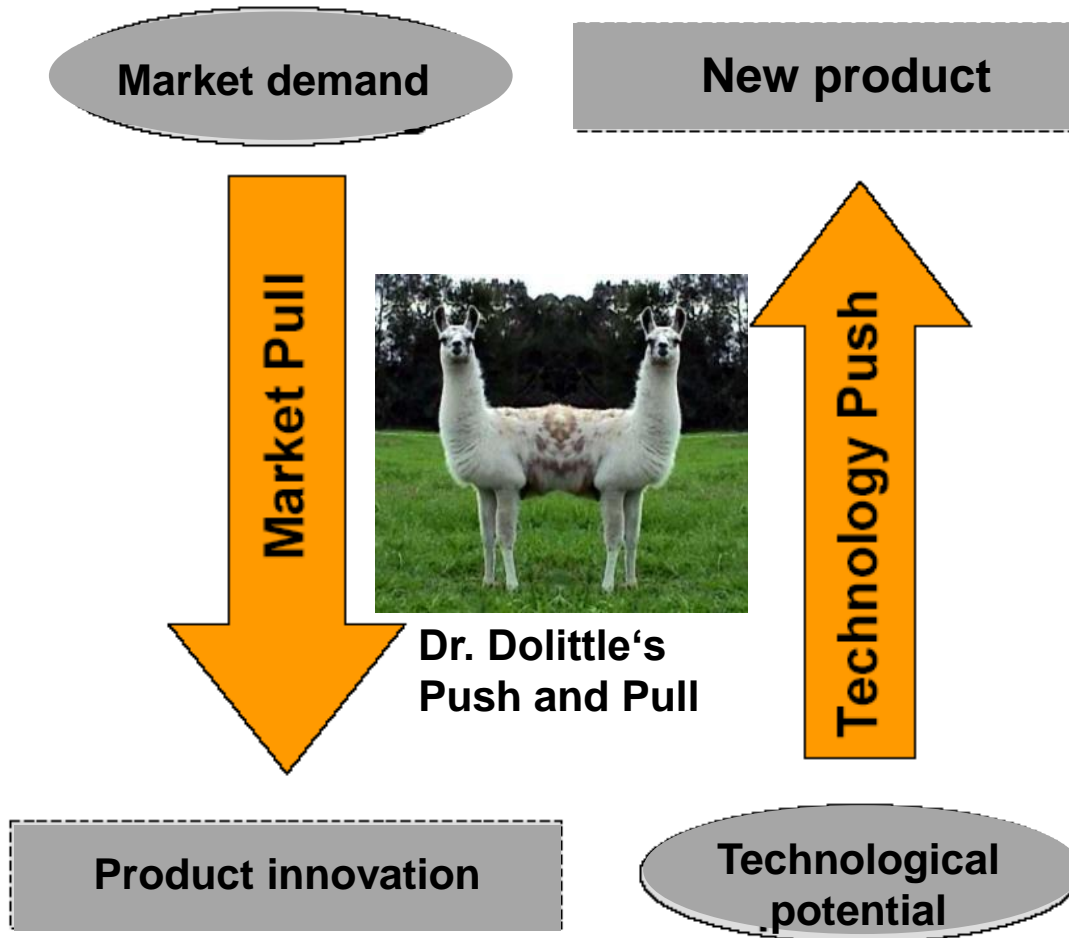 Market demand
New product
Market Pull
Technology Push
Dr. Dolittle‘s
Push and Pull
Product innovation
Technological
potential